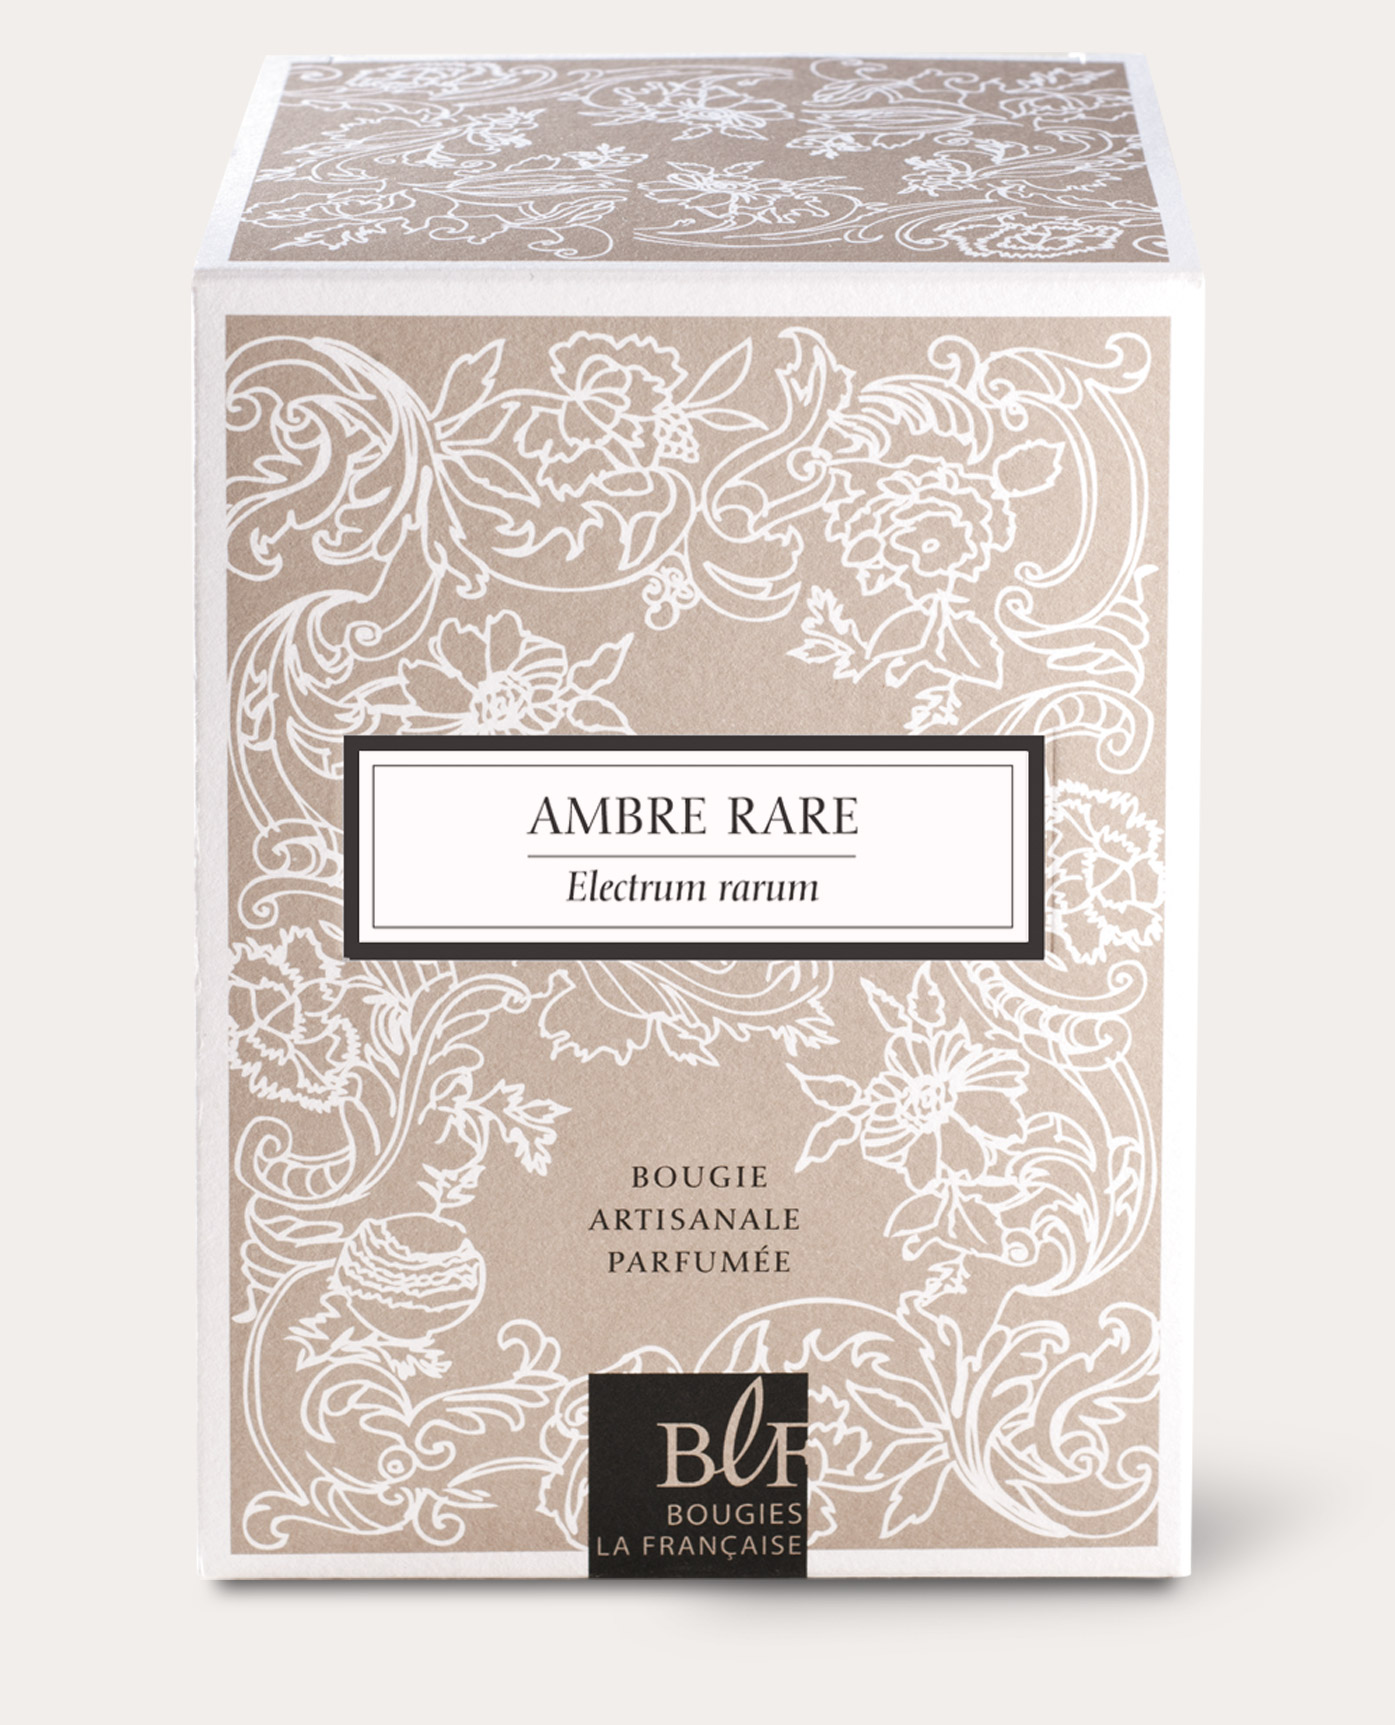 AMBRE RARE
Electrum rarum
BOUGIE
ARTISANALE
PARFUMÉE
BlF
BOUGIES
LA FRANÇAISE